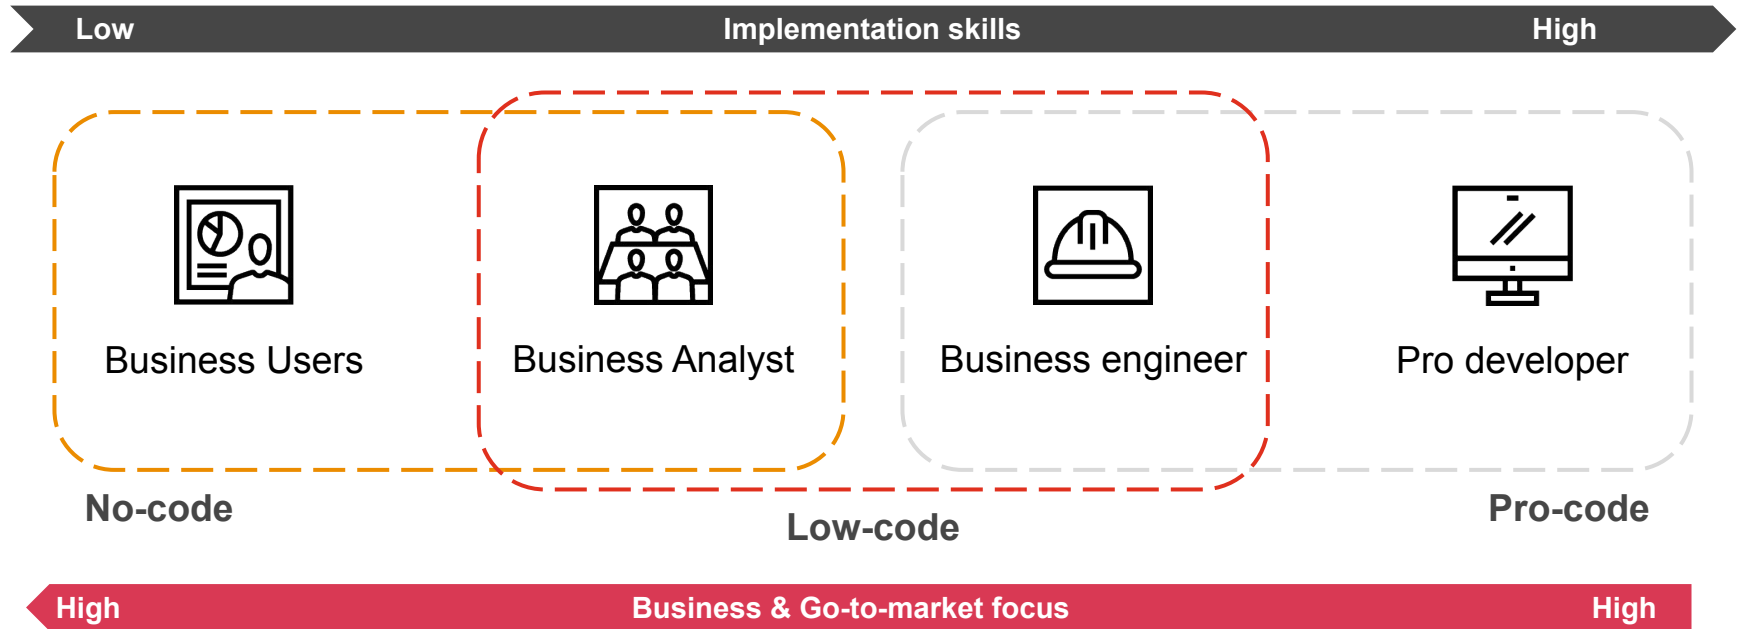 Low Implementation skills High
Business Users Business Analyst Business engineer Pro developer
No-code Low-code Pro-code
High Business & Go-to-market focus High